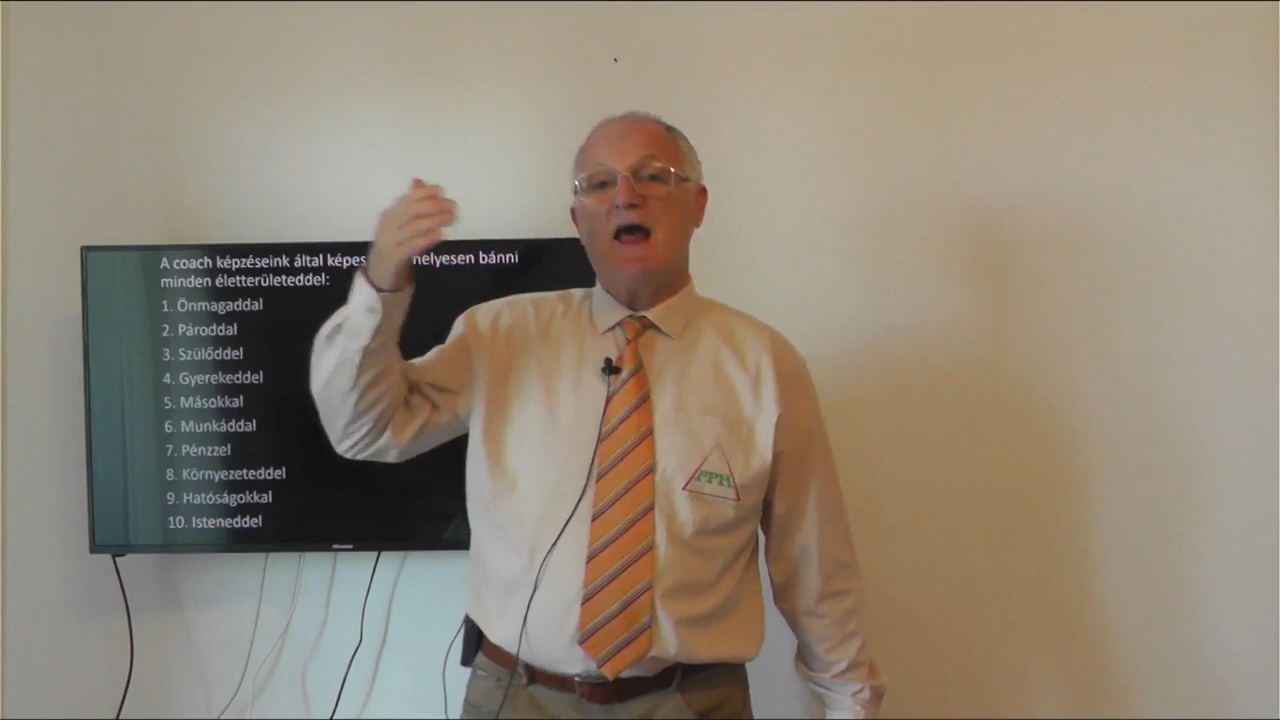 A coach képzéseink által képes helyesen bánni
minden életterületeddel:
1. Önmagaddal
2. Pároddal
3. Szülőddel
4. Gyerekeddel
5. Másokkal
6. Munkáddal
7. Pénzzel
8. Környezeteddel
9. Hatóságokkal
10. Isteneddel
Hisense
PPH